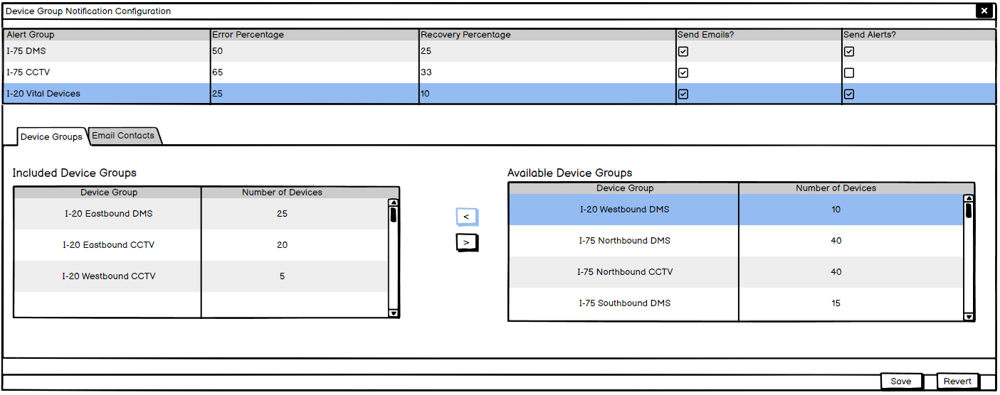 Device Group Notification Configuration
Alert Group Error Percentage Recovery Percentage Send Emails? Send Alerts?
I-75 DMS 50 25
I-75 CCTV 65 33
I-20 Vital Devices 25 10
Device Groups Email Contacts
Included Device Groups Available Device Groups
Device Group Number of Devices
I-20 Eastbound DMS 25
I-20 Eastbound CCTV 20
I-20 Westbound CCTV 5
<
>
Device Group Number of Devices
I-20 Westbound DMS 10
I-75 Northbound DMS 40
I-75 Northbound CCTV 40
I-75 Southbound DMS 15
Save Revert